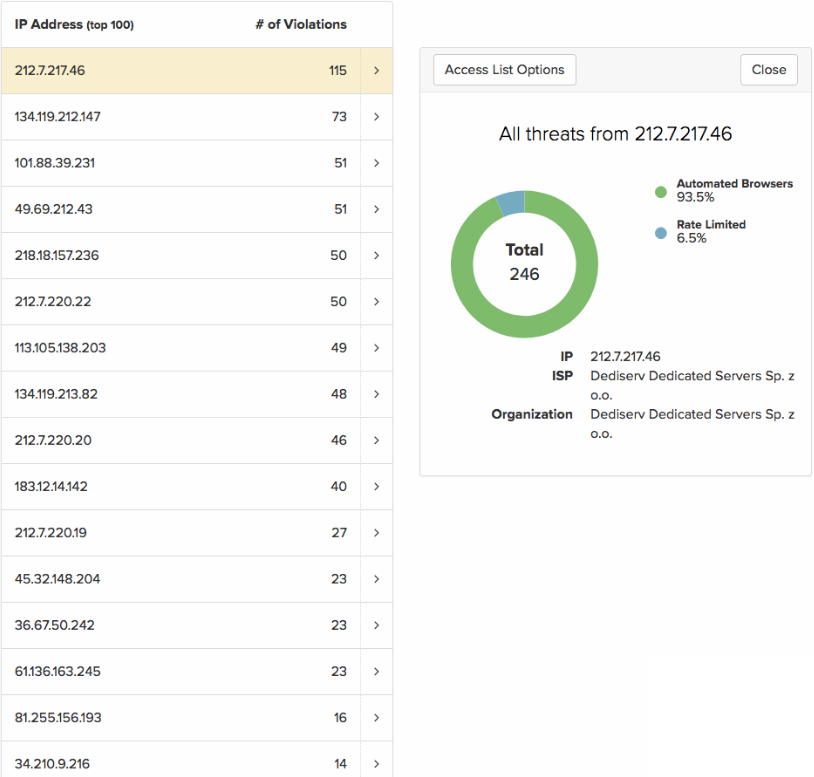 IP Address (top 100) # of Violations
212.7.217.46 115
134.119.212.147 73
101.88.39.231 51
49.69.212.43 51
218.18.157.236 50
212.7.220.22 50
113.105.138.203 49
134.119.213.82 48
212.7.220.20 46
183.12.14.142 40
212.7.220.19 27
45.32.148.204 23
36.67.50.242 23
61.136.163.245 23
81.255.156.193 16
34.210.9.216 14
Access List Options Close
All threats from 212.7.217.46
Automated Browsers
93.5%
Rate Limited
6.5%
Total
246
IP 212.7.217.46
ISP Dediserv Dedicated Servers Sp. z
o.o.
Organization Dediserv Dedicated Servers Sp. z
o.o.